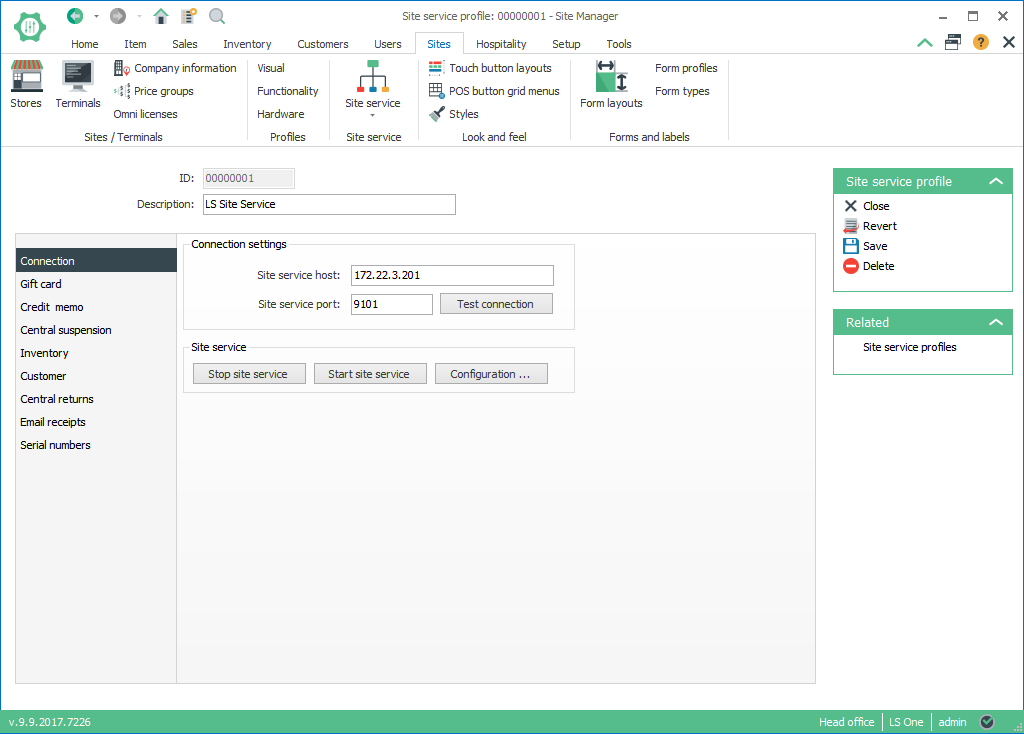 Site service profile: 00000001 - Site Manager
Home Item Sales Inventory Customers Users Sites Hospitality Setup Tools
Stores
Terminals
Company information
Price groups
Omni licenses
Sites / Terminals
Visual
Functionality
Hardware
Profiles
Site service
Site service
Touch button layouts
POS button grid menus
Styles
Look and feel
Form layouts
Form profiles
Form types
Forms and labels
ID: 00000001
Description: LS Site Service
Connection
Gift card
Credit memo
Central suspension
Inventory
Customer
Central returns
Email receipts
Serial numbers
Connection settings
Site service host: 172.22.3.201
Site service port: 9101 Test connection
Site service
Stop site service Start site service Configuration ...
Site service profile
Close
Revert
Save
Delete
Related
Site service profiles
v.9.9.2017.7226 Head office LS One admin